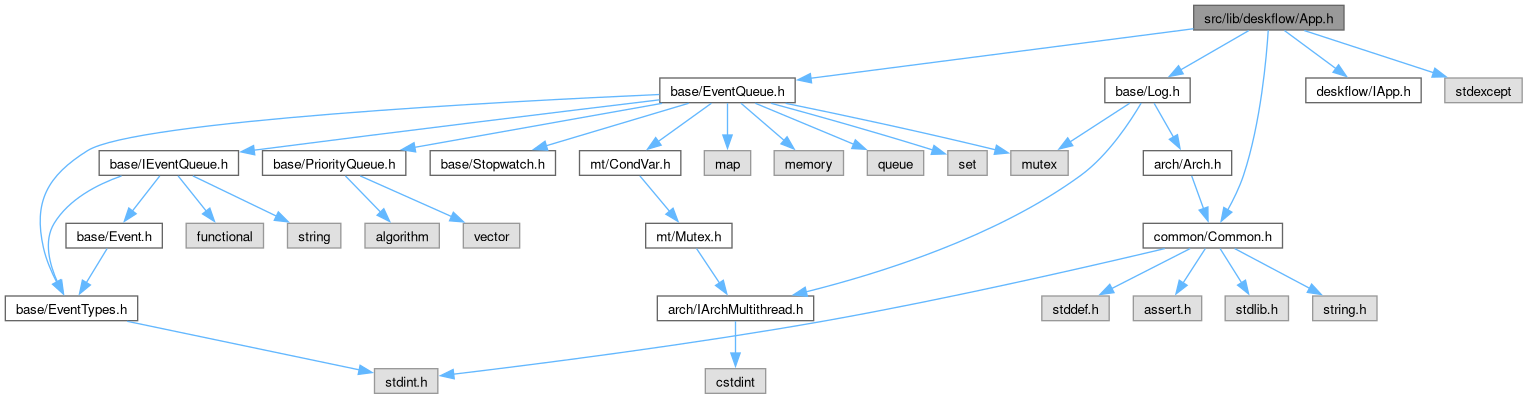 src/lib/deskflow/App.h
base/EventQueue.h
base/Log.h
deskflow/IApp.h
stdexcept
base/IEventQueue.h
base/PriorityQueue.h
base/Stopwatch.h
mt/CondVar.h
map
memory
queue
set
mutex
arch/Arch.h
base/Event.h
functional
string
algorithm
vector
mt/Mutex.h
common/Common.h
base/EventTypes.h
arch/IArchMultithread.h
stddef.h
assert.h
stdlib.h
string.h
stdint.h
cstdint